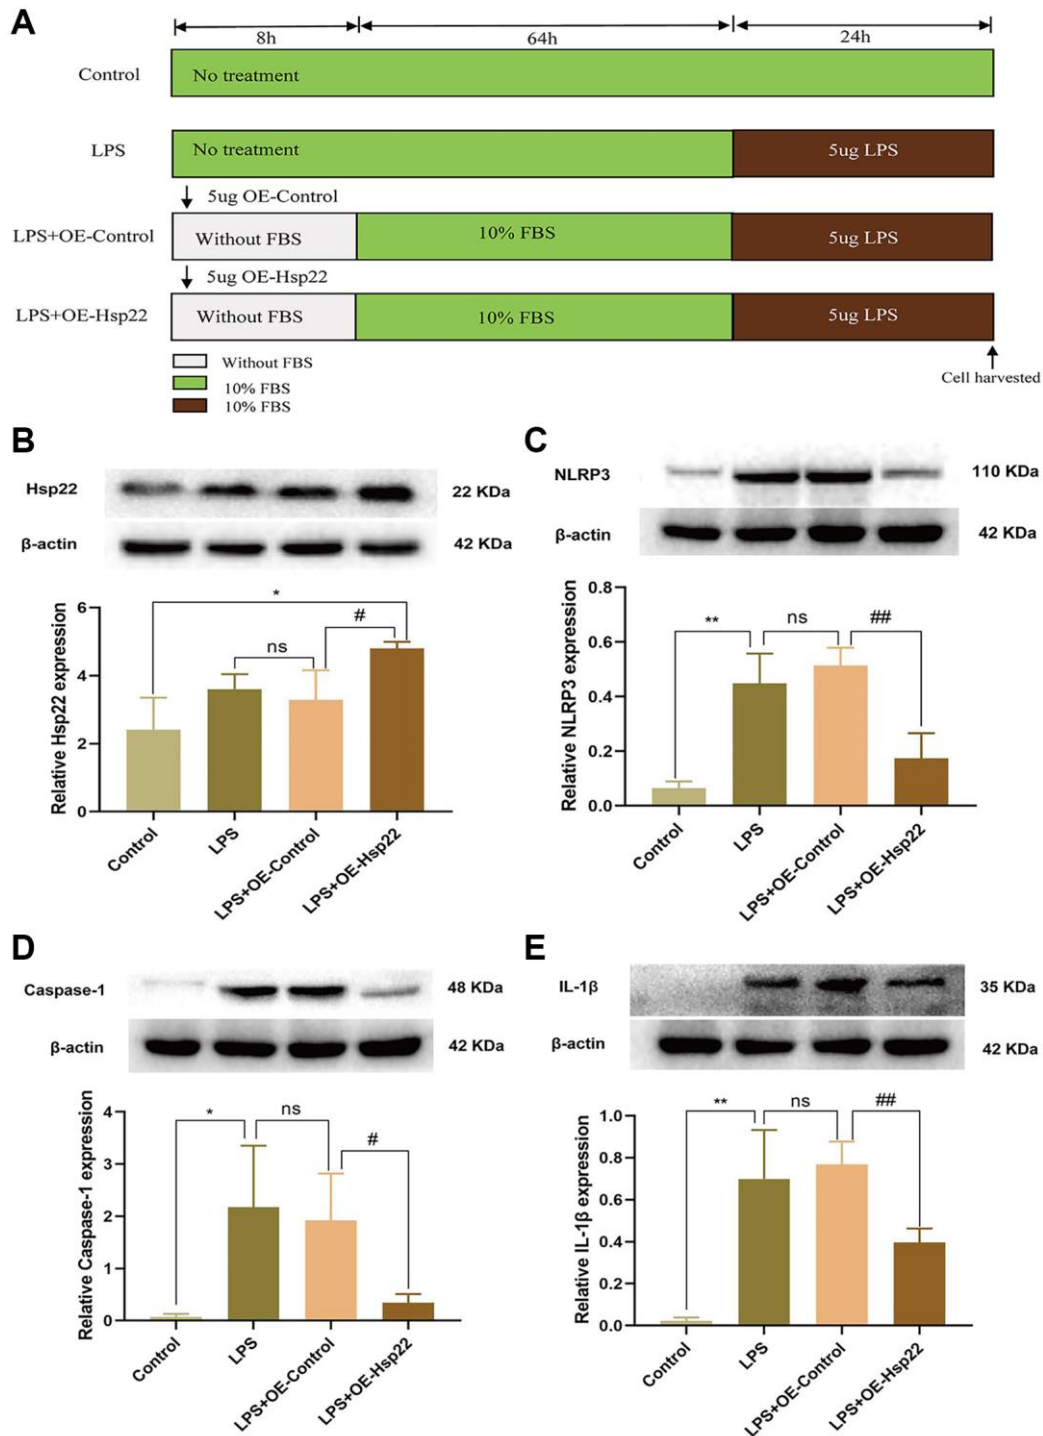 A
8h 64h 24h
Control No treatment
LPS No treatment 5ug LPS
5ug OE-Control
LPS+OE-Control Without FBS 10% FBS 5ug LPS
5ug OE-Hsp22
LPS+OE-Hsp22 Without FBS 10% FBS 5ug LPS
Without FBS
10% FBS
10% FBS
Cell harvested
B
Hsp22 22 KDa
β-actin 42 KDa
Relative Hsp22 expression
6
4
2
0
*
#
ns
Control
LPS
LPS+OE-Control
LPS+OE-Hsp22
C
NLRP3 110 KDa
β-actin 42 KDa
Relative NLRP3 expression
0.8
0.6
0.4
0.2
0.0
** ns ##
Control
LPS
LPS+OE-Control
LPS+OE-Hsp22
D
Caspase-1 48 KDa
β-actin 42 KDa
Relative Caspase-1 expression
4
3
2
1
0
* ns #
Control
LPS
LPS+OE-Control
LPS+OE-Hsp22
E
IL-1β 35 KDa
β-actin 42 KDa
Relative IL-1β expression
1.0
0.8
0.6
0.4
0.2
0.0
** ns ##
Control
LPS
LPS+OE-Control
LPS+OE-Hsp22